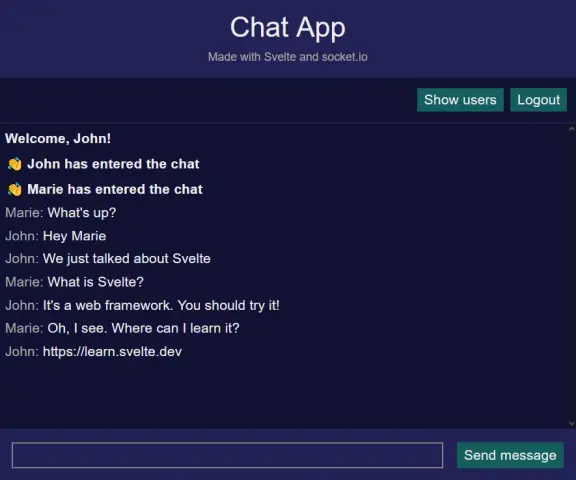 Chat App
Made with Svelte and socket.io
Show users Logout
Welcome, John!
👋 John has entered the chat
👋 Marie has entered the chat
Marie: What's up?
John: Hey Marie
John: We just talked about Svelte
Marie: What is Svelte?
John: It's a web framework. You should try it!
Marie: Oh, I see. Where can I learn it?
John: https://learn.svelte.dev
Send message